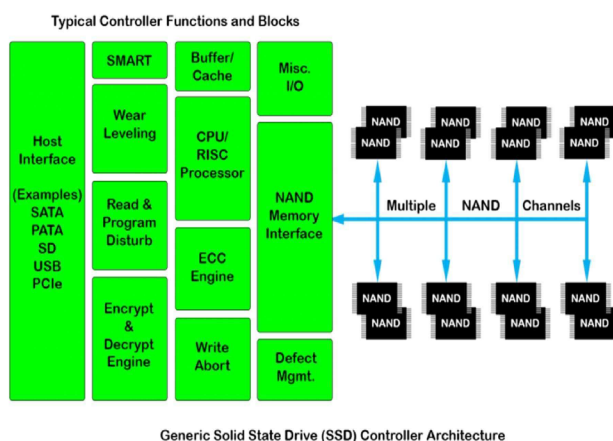 Typical Controller Functions and Blocks
Host
Interface
(Examples)
SATA
PATA
SD
USB
PCIe
SMART
Wear
Leveling
Read &
Program
Disturb
Encrypt &
Decrypt
Engine
Buffer/
Cache
CPU/
RISC
Processor
ECC
Engine
Write
Abort
Misc.
I/O
NAND
Memory
Interface
Defect
Mgmt.
NAND
NAND
NAND
NAND
NAND
NAND
NAND
NAND
Multiple NAND Channels
NAND
NAND
NAND
NAND
NAND
NAND
NAND
NAND
Generic Solid State Drive (SSD) Controller Architecture